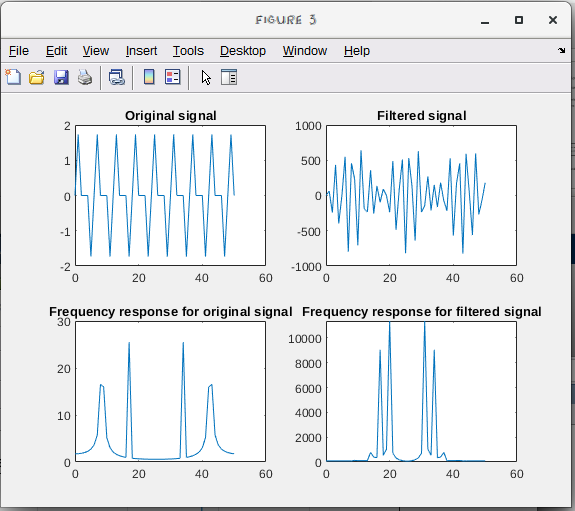 FIGURE 3
File Edit View Insert Tools Desktop Window Help
Original signal
2
1
0
-1
-2
0 20 40 60
Filtered signal
1000
500
0
-500
-1000
0 20 40 60
Frequency response for original signal
30
20
10
0
0 20 40 60
Frequency response for filtered signal
10000
8000
6000
4000
2000
0
0 20 40 60